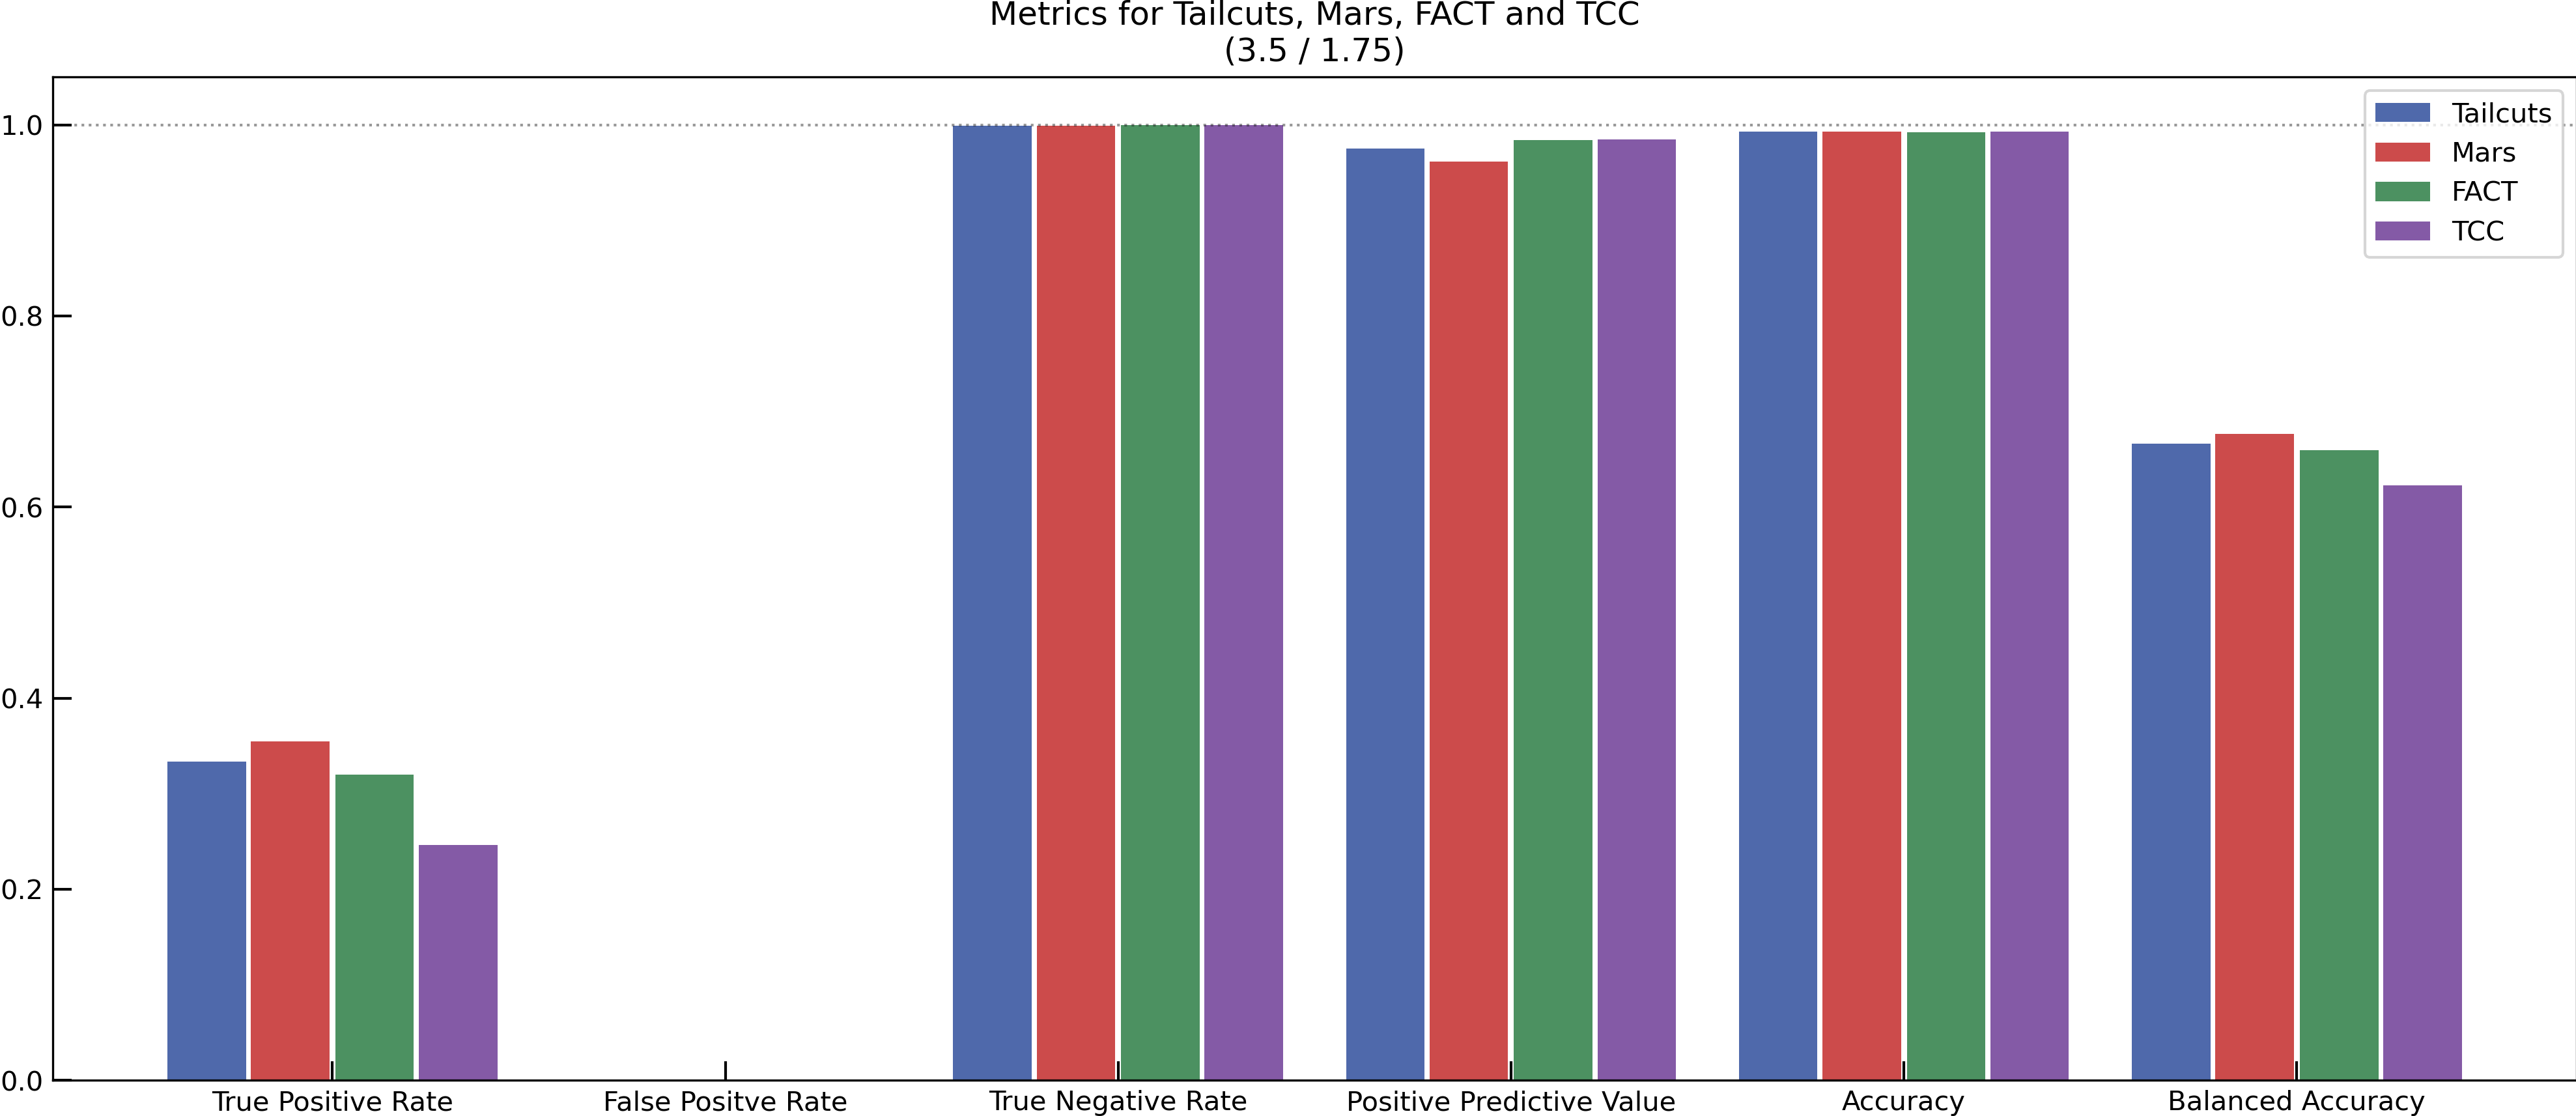 Metrics for Tailcuts, Mars, FACT and TCC
(3.5 / 1.75)
1.0
0.8
0.6
0.4
0.2
0.0
Tailcuts
Mars
FACT
TCC
True Positive Rate
False Positve Rate
True Negative Rate
Positive Predictive Value
Accuracy
Balanced Accuracy